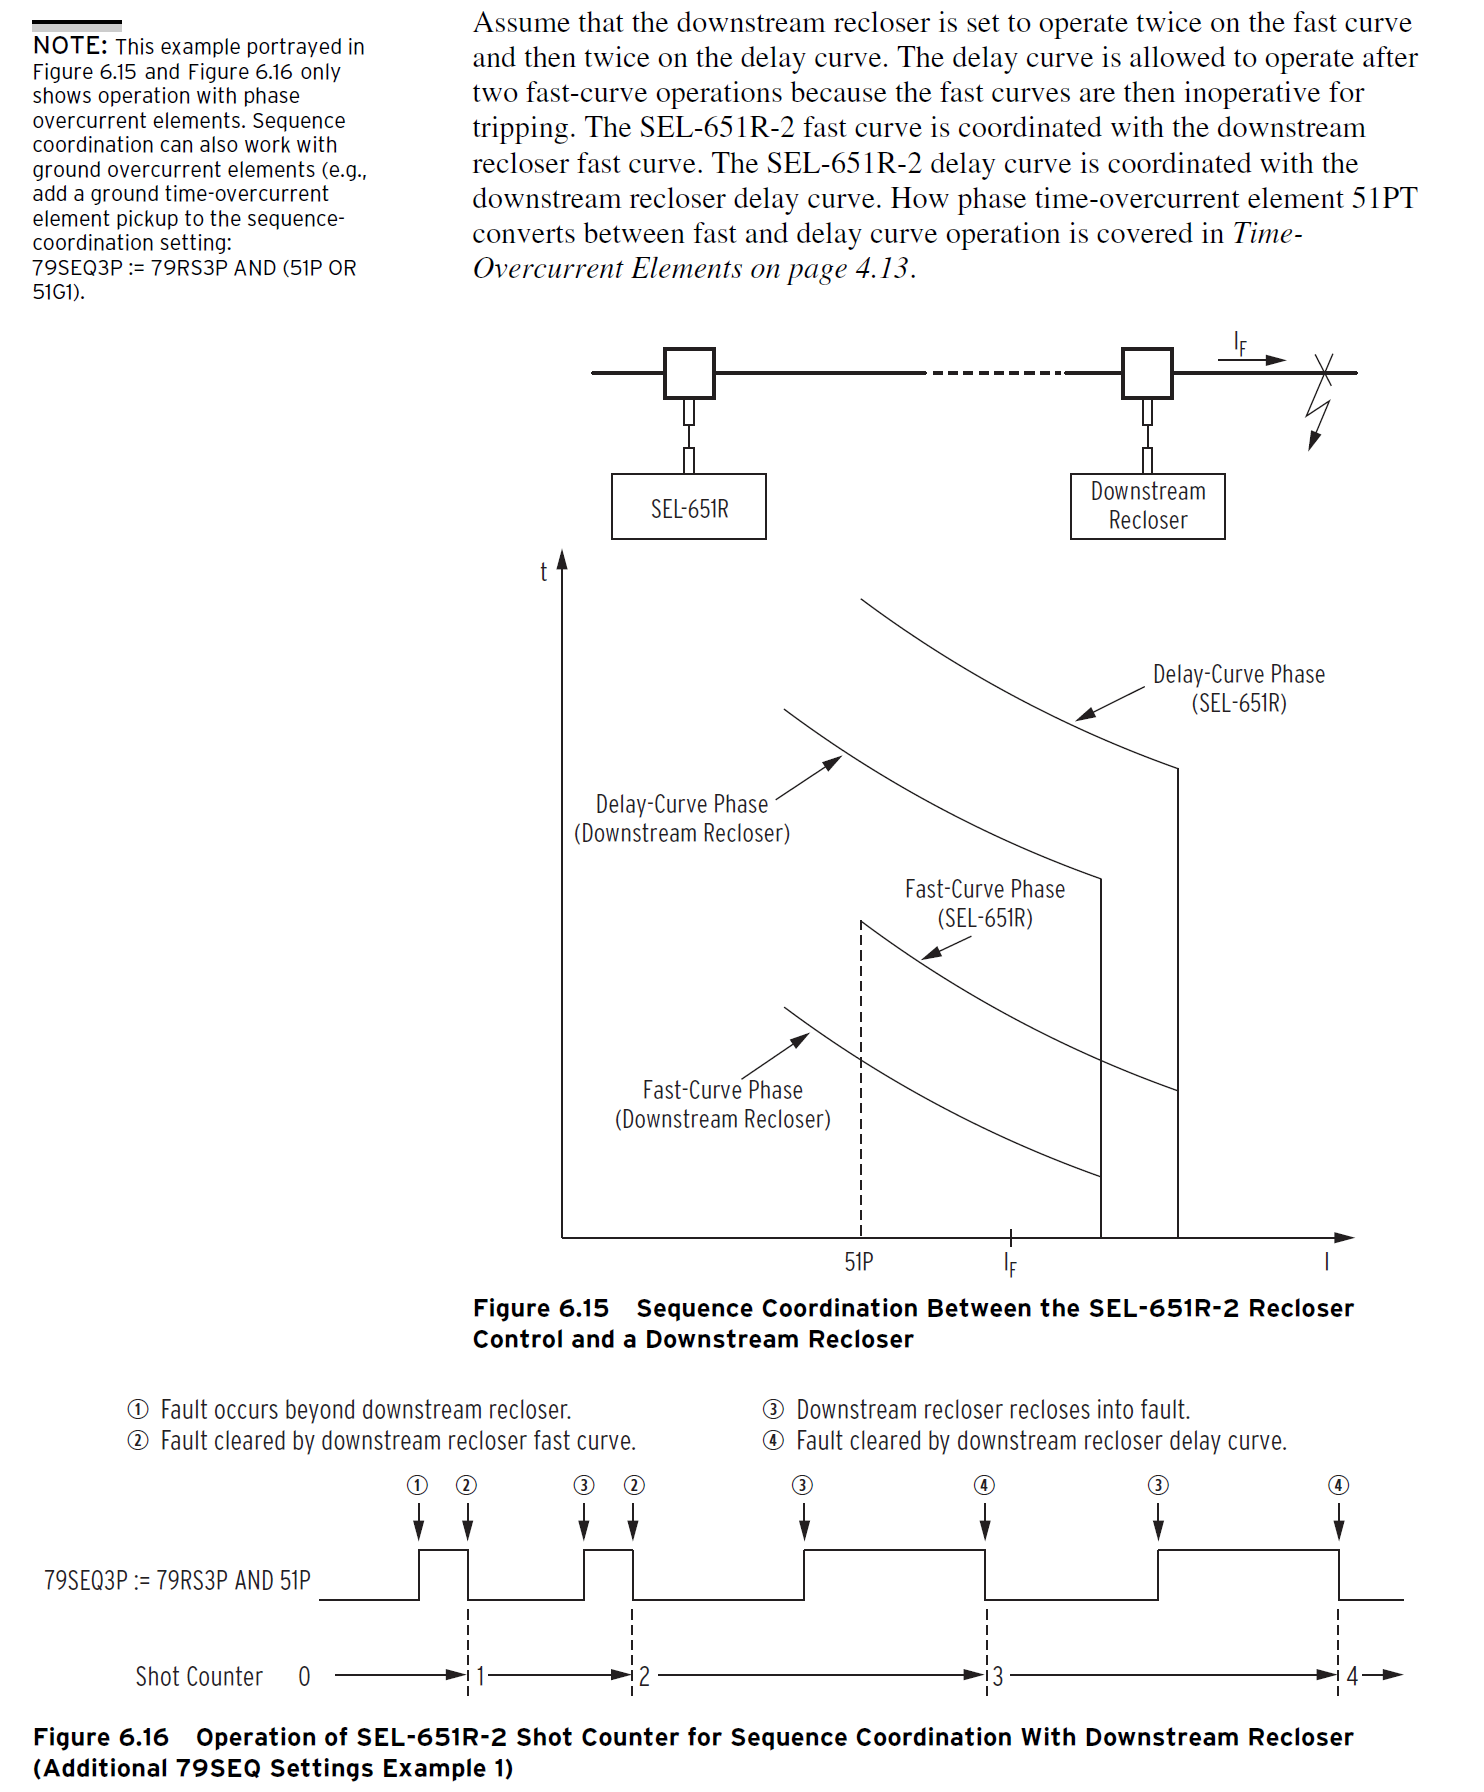 NOTE: This example portrayed in
Figure 6.15 and Figure 6.16 only
shows operation with phase
overcurrent elements. Sequence
coordination can also work with
ground overcurrent elements (e.g.,
add a ground time-overcurrent
element pickup to the sequence-
coordination setting:
79SEQ3P := 79RS3P AND (51P OR
51G1).
Assume that the downstream recloser is set to operate twice on the fast curve
and then twice on the delay curve. The delay curve is allowed to operate after
two fast-curve operations because the fast curves are then inoperative for
tripping. The SEL-651R-2 fast curve is coordinated with the downstream
recloser fast curve. The SEL-651R-2 delay curve is coordinated with the
downstream recloser delay curve. How phase time-overcurrent element 51PT
converts between fast and delay curve operation is covered in Time-
Overcurrent Elements on page 4.13.
IF
SEL-651R
Downstream
Recloser
t
Delay-Curve Phase
(SEL-651R)
Delay-Curve Phase
(Downstream Recloser)
Fast-Curve Phase
(SEL-651R)
Fast-Curve Phase
(Downstream Recloser)
51P IF I
Figure 6.15 Sequence Coordination Between the SEL-651R-2 Recloser
Control and a Downstream Recloser
① Fault occurs beyond downstream recloser.
② Fault cleared by downstream recloser fast curve.
③ Downstream recloser recloses into fault.
④ Fault cleared by downstream recloser delay curve.
① ② ③ ② ③ ④ ③ ④
79SEQ3P := 79RS3P AND 51P
Shot Counter 0 1 2 3 4
Figure 6.16 Operation of SEL-651R-2 Shot Counter for Sequence Coordination With Downstream Recloser
(Additional 79SEQ Settings Example 1)